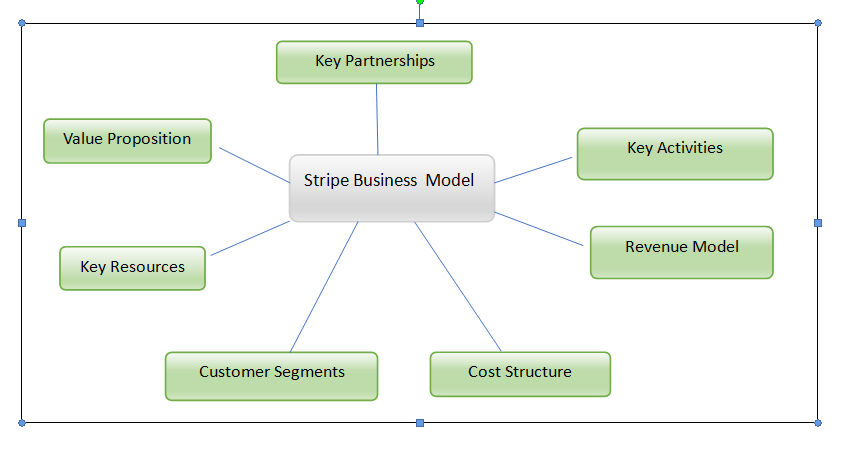 Key Partnerships
Value Proposition
Key Activities
Stripe Business  Model
Revenue Model
Key Resources
Customer Segments
Cost Structure